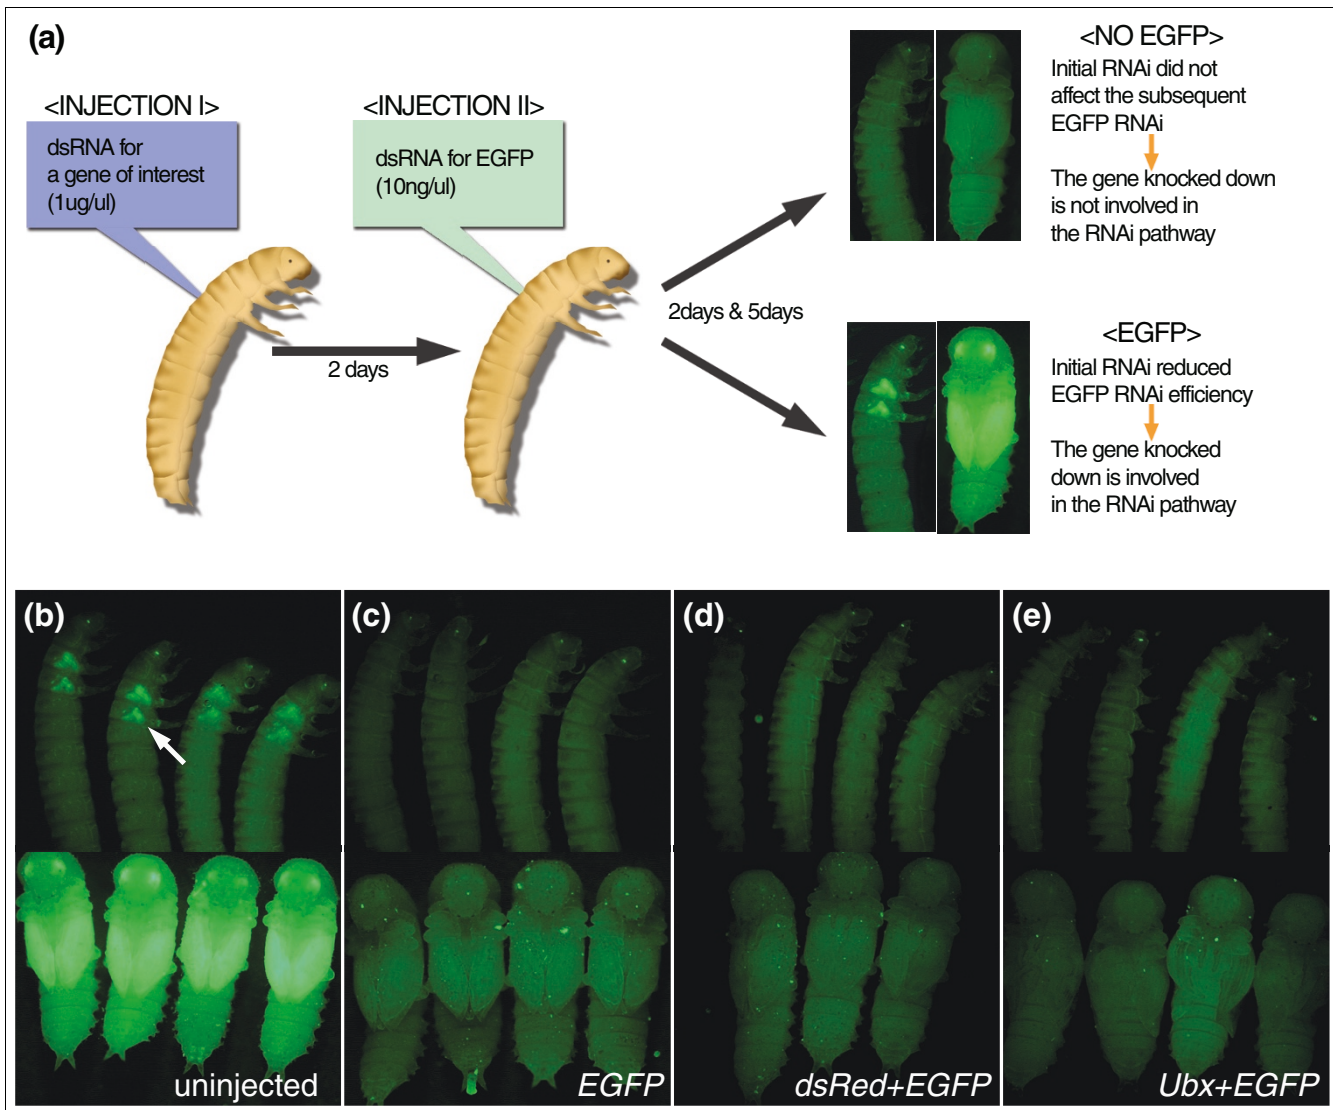 (a)
<INJECTION I>
dsRNA for
a gene of interest
(1ug/ul)
<INJECTION II>
dsRNA for EGFP
(10ng/ul)
2 days
2days & 5days
<NO EGFP>
Initial RNAi did not
affect the subsequent
EGFP RNAi
The gene knocked down
is not involved in
the RNAi pathway
<EGFP>
Initial RNAi reduced
EGFP RNAi efficiency
The gene knocked
down is involved
in the RNAi pathway
(b)
uninjected
(c)
EGFP
(d)
dsRed+EGFP
(e)
Ubx+EGFP